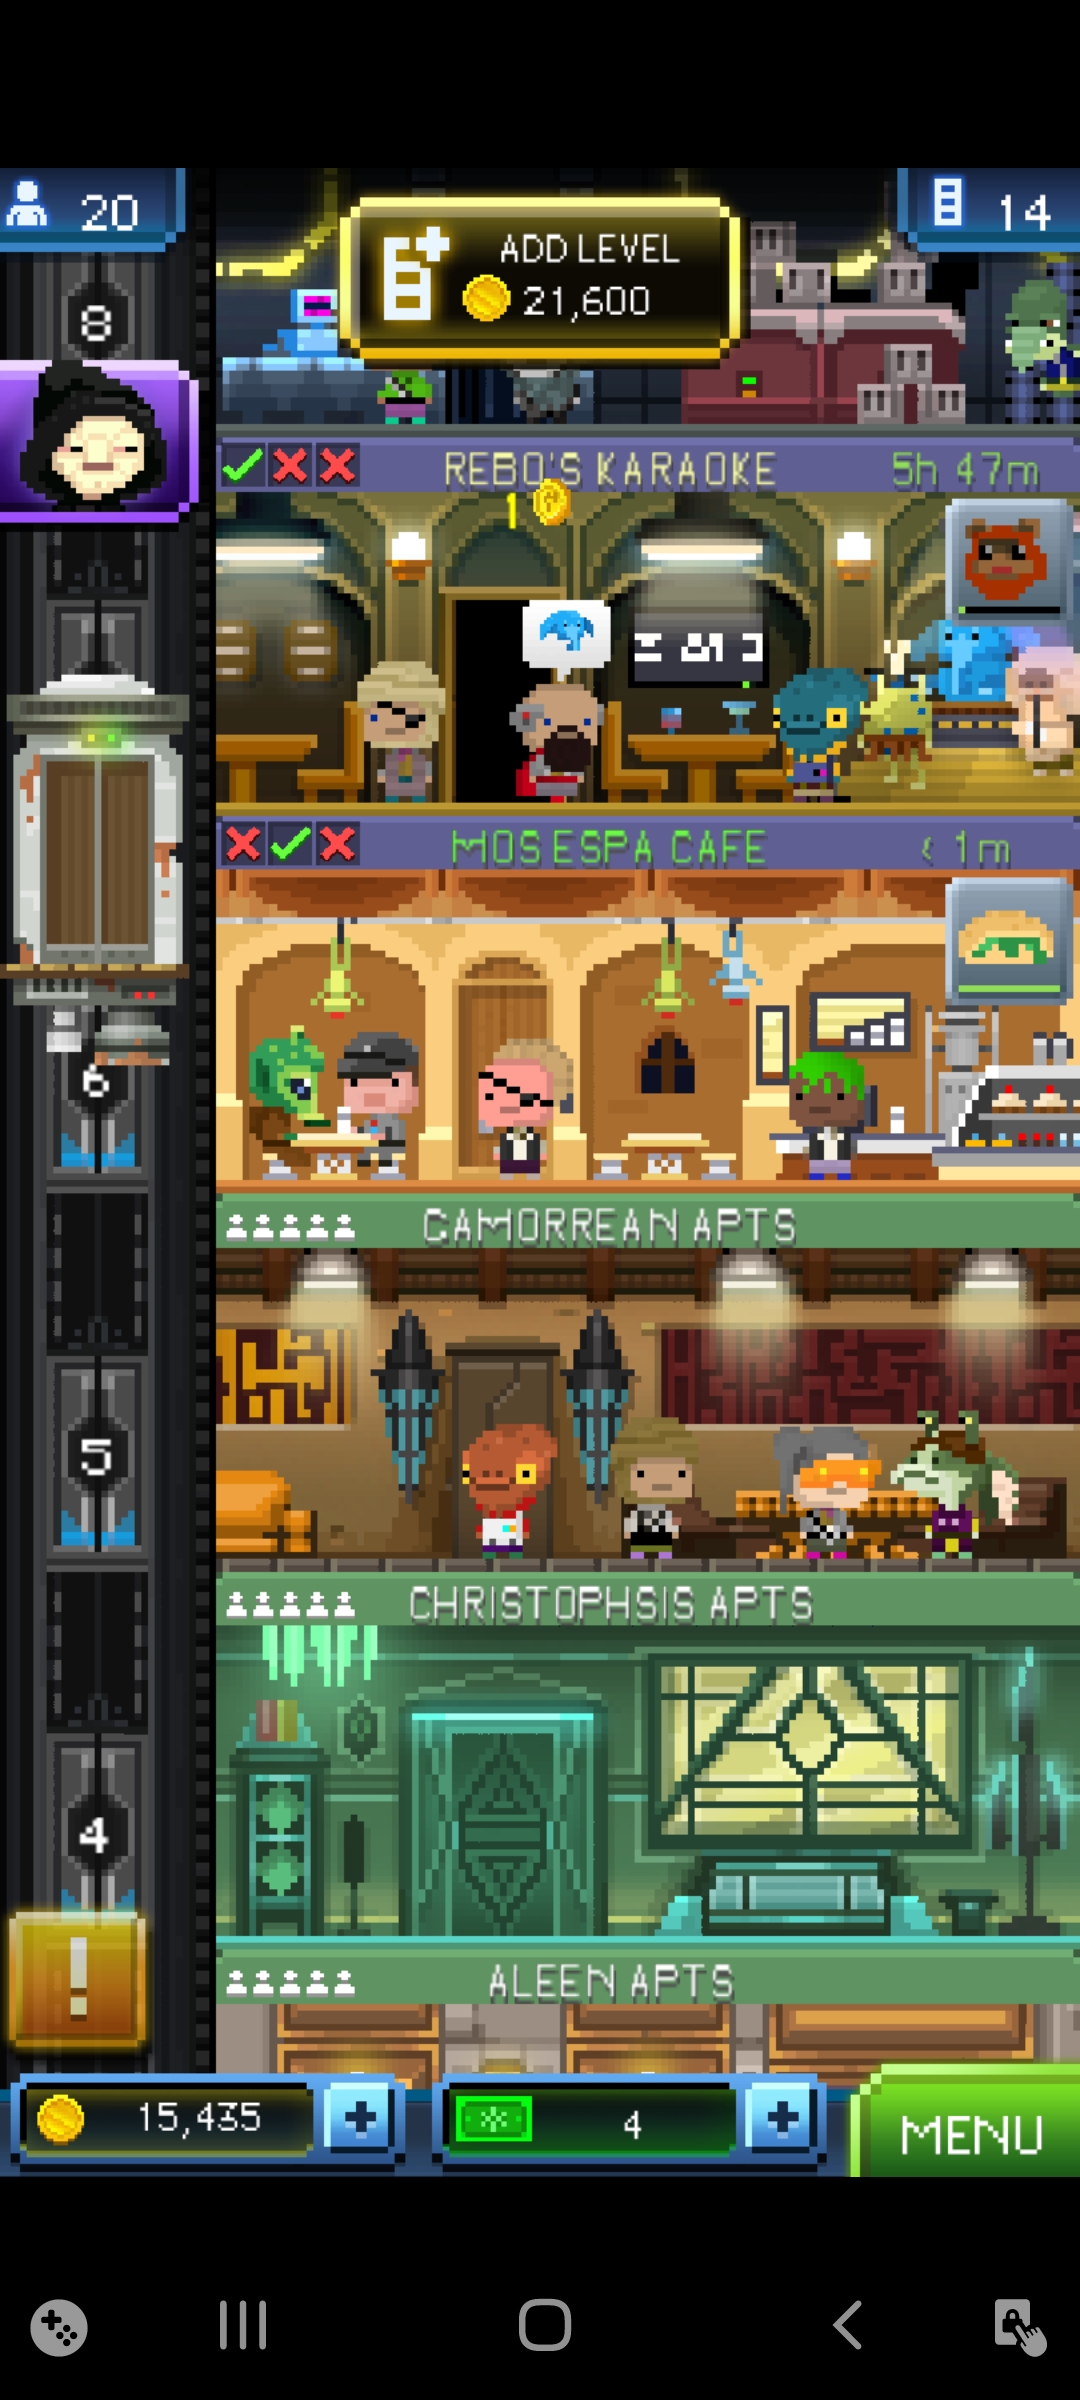 20
ADD LEVEL
21,600
14
8
REBO'S KARAOKE
5h 47m
1
MOS ESPA CAFE
< 1m
6
GAMORREAN APTS
5
CHRISTOPHSIS APTS
4
!
ALEEN APTS
15,435
+
4
+
MENU